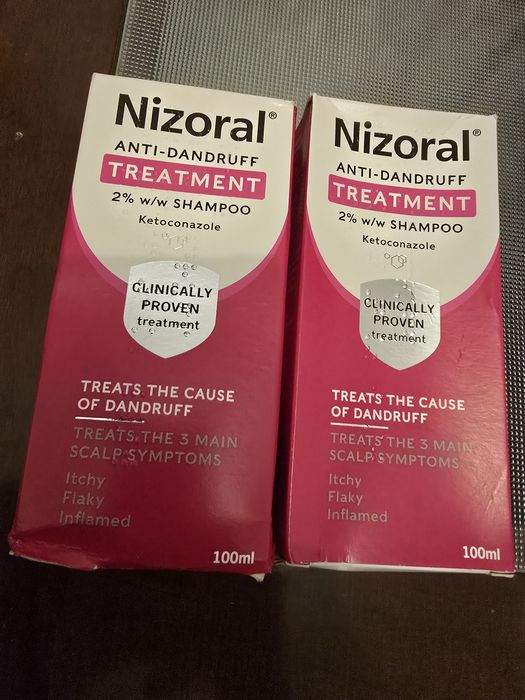 Nizoral®
ANTI-DANDRUFF
TREATMENT
2% w/w SHAMPOO
Ketoconazole
CLINICALLY
PROVEN
treatment
TREATS THE CAUSE
OF DANDRUFF
TREATS THE 3 MAIN
SCALP SYMPTOMS
Itchy
Flaky
Inflamed
100ml
Nizoral®
ANTI-DANDRUFF
TREATMENT
2% w/w SHAMPOO
Ketoconazole
CLINICALLY
PROVEN
treatment
TREATS THE CAUSE
OF DANDRUFF
TREATS THE 3 MAIN
SCALP SYMPTOMS
Itchy
Flaky
Inflamed
100ml